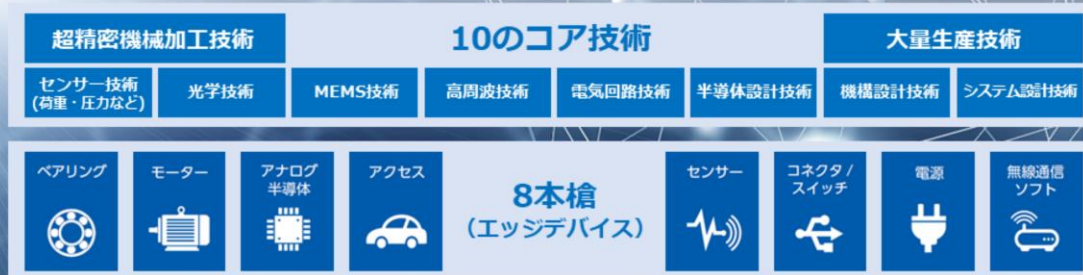 超精密機械加工技術
10のコア技術
大量生産技術
センサー技術
(荷重・圧力など)
光学技術
MEMS技術
高周波技術
電気回路技術
半導体設計技術
機構設計技術
システム設計技術
ベアリング
モーター
アナログ
半導体
アクセス
8本槍
(エッジデバイス)
センサー
コネクタ/
スイッチ
電源
無線通信
ソフト